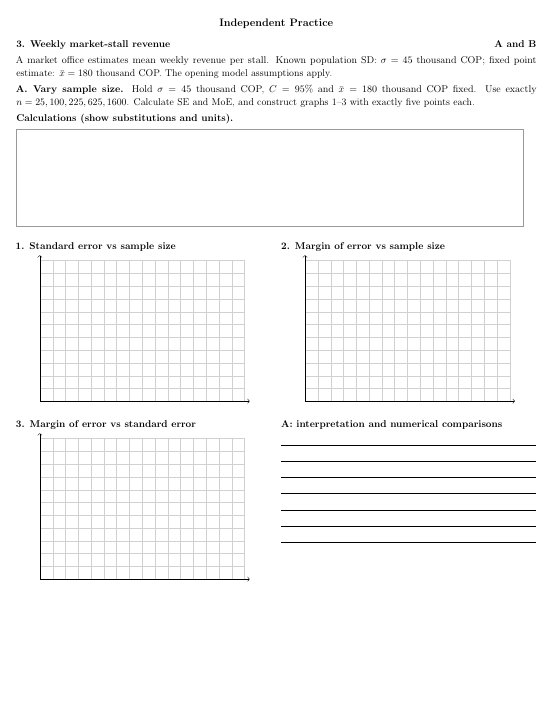 Independent Practice
3. Weekly market-stall revenue A and B
A market office estimates mean weekly revenue per stall. Known population SD: σ = 45 thousand COP; fixed point
estimate: x̄ = 180 thousand COP. The opening model assumptions apply.
A. Vary sample size. Hold σ = 45 thousand COP, C = 95% and x̄ = 180 thousand COP fixed. Use exactly
n = 25, 100, 225, 625, 1600. Calculate SE and MoE, and construct graphs 1–3 with exactly five points each.
Calculations (show substitutions and units).
1. Standard error vs sample size
2. Margin of error vs sample size
3. Margin of error vs standard error
A: interpretation and numerical comparisons